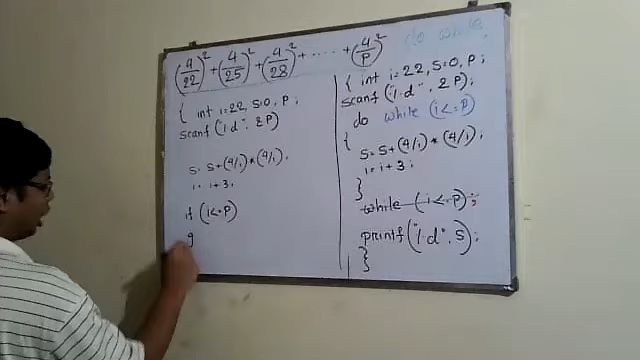 (4/22)² + (4/25)² + (4/28)² + ..... + (4/P)²
do while
{ int i=22, S=0, P;
scanf ("%d", &P)
S= S+(4/i)*(4/i);
i= i+3;
if (i<=P)
g
{ int i=22, S=0, P;
scanf ("%d", &P);
do while (i<=P)
{
S= S+(4/i)*(4/i);
i= i+3;
}
while (i<=P);
printf("%d", S);
}